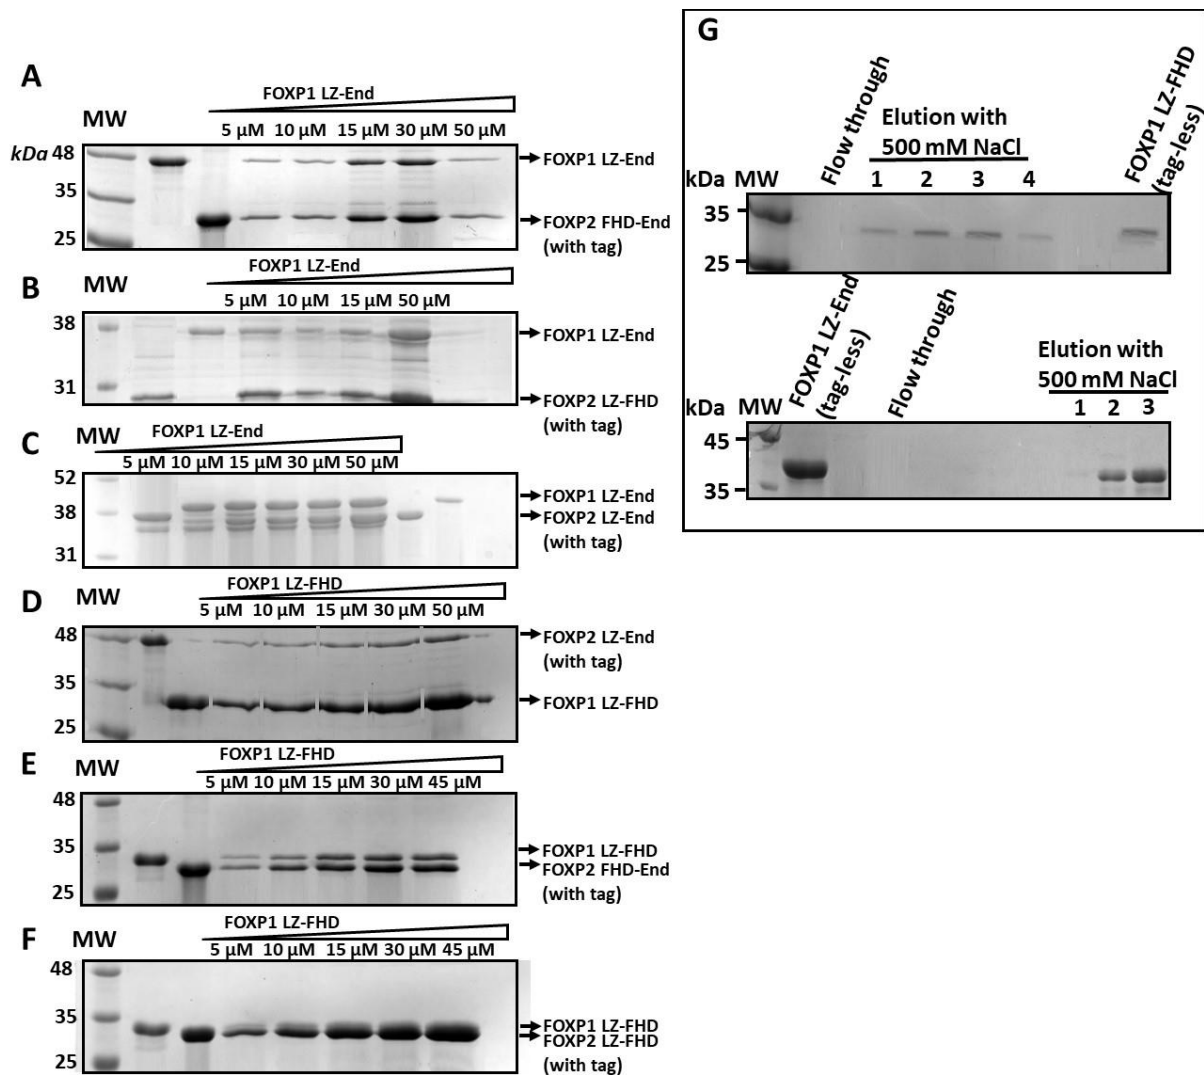 A
FOXP1 LZ-End
MW
5 µM 10 µM 15 µM 30 µM 50 µM
kDa 48
35
25
FOXP1 LZ-End
FOXP2 FHD-End
(with tag)
B
FOXP1 LZ-End
MW
5 µM 10 µM 15 µM 50 µM
38
31
FOXP1 LZ-End
FOXP2 LZ-FHD
(with tag)
C
MW
FOXP1 LZ-End
5 µM 10 µM 15 µM 30 µM 50 µM
52
38
31
FOXP1 LZ-End
FOXP2 LZ-End
(with tag)
D
FOXP1 LZ-FHD
MW
5 µM 10 µM 15 µM 30 µM 50 µM
48
35
25
FOXP2 LZ-End
(with tag)
FOXP1 LZ-FHD
E
FOXP1 LZ-FHD
MW
5 µM 10 µM 15 µM 30 µM 45 µM
48
35
25
FOXP1 LZ-FHD
FOXP2 FHD-End
(with tag)
F
FOXP1 LZ-FHD
MW
5 µM 10 µM 15 µM 30 µM 45 µM
48
35
25
FOXP1 LZ-FHD
FOXP2 LZ-FHD
(with tag)
G
Flow through
Elution with
500 mM NaCl
1 2 3 4
FOXP1 LZ-FHD
(tag-less)
kDa MW
35
25
FOXP1 LZ-End
(tag-less)
Flow through
Elution with
500 mM NaCl
1 2 3
kDa MW
45
35